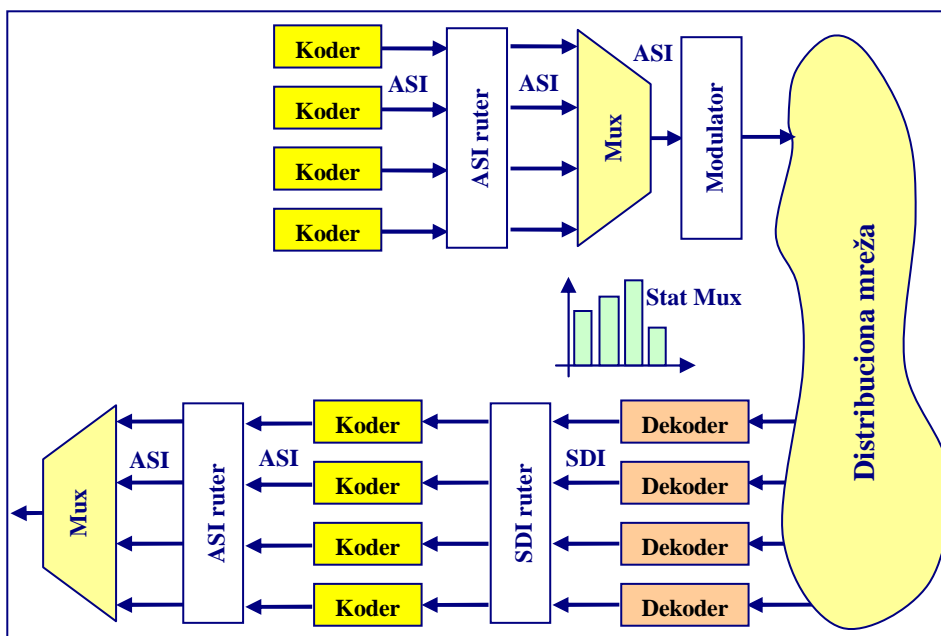 Koder
ASI
Koder
Koder
Koder
ASI ruter
ASI
Mux
ASI
Modulator
Distribuciona mreža
Stat Mux
Mux
ASI
ASI ruter
ASI
Koder
Koder
Koder
Koder
SDI ruter
SDI
Dekoder
Dekoder
Dekoder
Dekoder